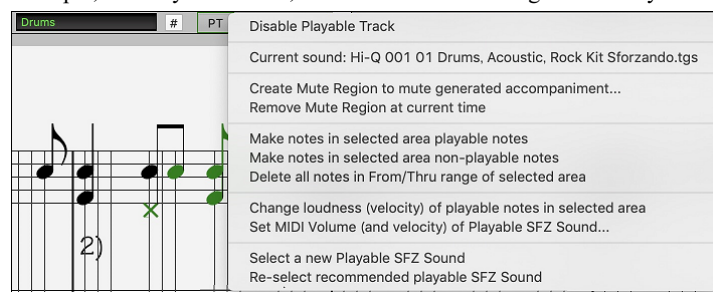 Drums # PT
Disable Playable Track
Current sound: Hi-Q 001 01 Drums, Acoustic, Rock Kit Sforzando.tgs
Create Mute Region to mute generated accompaniment...
Remove Mute Region at current time
Make notes in selected area playable notes
Make notes in selected area non-playable notes
Delete all notes in From/Thru range of selected area
Change loudness (velocity) of playable notes in selected area
Set MIDI Volume (and velocity) of Playable SFZ Sound...
Select a new Playable SFZ Sound
Re-select recommended playable SFZ Sound
2)